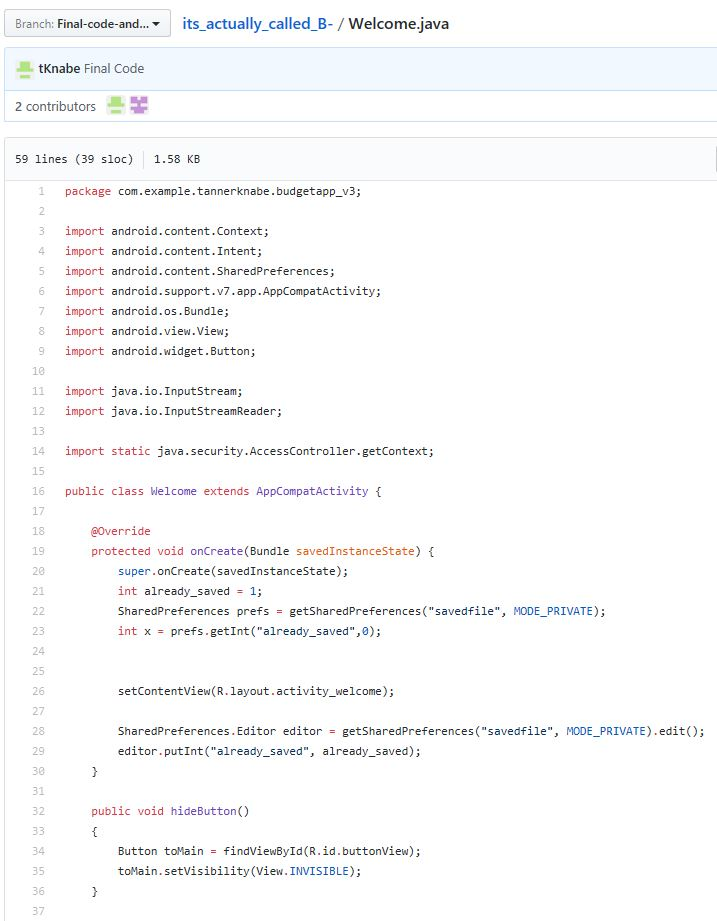 Branch: Final-code-and... its_actually_called_B- / Welcome.java
tKnabe Final Code
2 contributors
59 lines (39 sloc) 1.58 KB
1 package com.example.tannerknabe.budgetapp_v3;
2
3 import android.content.Context;
4 import android.content.Intent;
5 import android.content.SharedPreferences;
6 import android.support.v7.app.AppCompatActivity;
7 import android.os.Bundle;
8 import android.view.View;
9 import android.widget.Button;
10
11 import java.io.InputStream;
12 import java.io.InputStreamReader;
13
14 import static java.security.AccessController.getContext;
15
16 public class Welcome extends AppCompatActivity {
17
18 @Override
19 protected void onCreate(Bundle savedInstanceState) {
20 super.onCreate(savedInstanceState);
21 int already_saved = 1;
22 SharedPreferences prefs = getSharedPreferences("savedfile", MODE_PRIVATE);
23 int x = prefs.getInt("already_saved",0);
24
25
26 setContentView(R.layout.activity_welcome);
27
28 SharedPreferences.Editor editor = getSharedPreferences("savedfile", MODE_PRIVATE).edit();
29 editor.putInt("already_saved", already_saved);
30 }
31
32 public void hideButton()
33 {
34 Button toMain = findViewById(R.id.buttonView);
35 toMain.setVisibility(View.INVISIBLE);
36 }
37